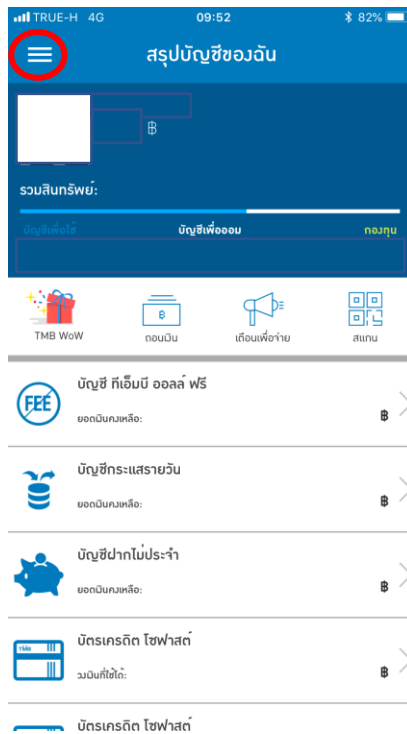 TRUE-H 4G 09:52 82%
สรุปบัญชีของฉัน
฿
รวมสินทรัพย์:
บัญชีเพื่อใช้ บัญชีเพื่อออม กองทุน
TMB WoW ถอนเงิน เตือนเพื่อจ่าย สแกน
FEE
บัญชี ทีเอ็มบี ออลล์ ฟรี
ยอดเงินคงเหลือ: ฿
บัญชีกระแสรายวัน
ยอดเงินคงเหลือ: ฿
บัญชีฝากไม่ประจำ
ยอดเงินคงเหลือ: ฿
บัตรเครดิต โซฟาสต์
วงเงินที่ใช้ได้: ฿
บัตรเครดิต โซฟาสต์